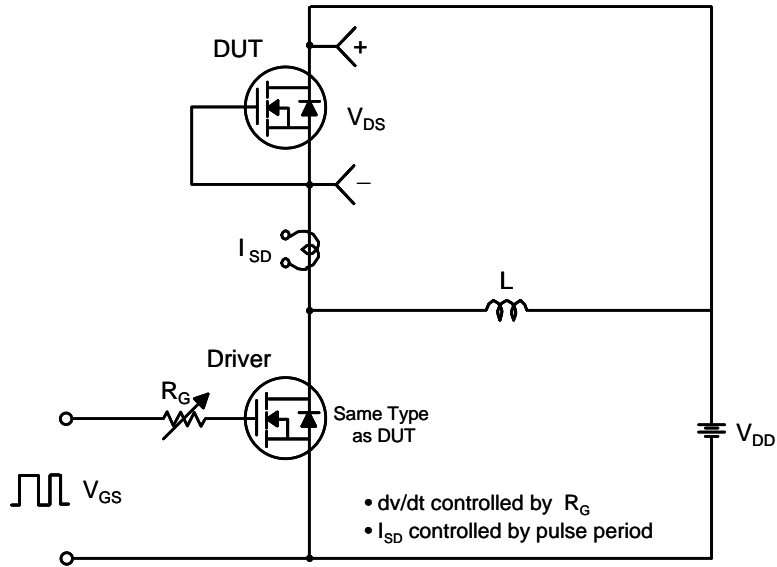 DUT
+
V_DS
−
I_SD
L
Driver
R_G
Same Type
as DUT
V_DD
V_GS
• dv/dt controlled by R_G
• I_SD controlled by pulse period